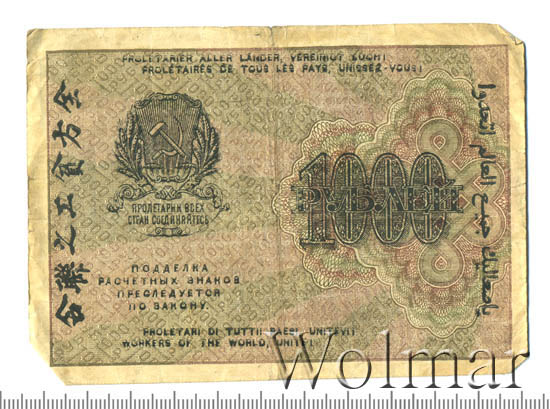 PROLETARIER ALLER LÄNDER, VEREINIGT EUCH!
PROLÉTAIRES DE TOUS LES PAYS, UNISSEZ-VOUS!
ПРОЛЕТАРИИ ВСЕХ
СТРАН СОЕДИНЯЙТЕСЬ
1000
РУБЛЕЙ
ПОДДЕЛКА
РАСЧЕТНЫХ ЗНАКОВ
ПРЕСЛЕДУЕТСЯ
ПО ЗАКОНУ.
PROLETARI DI TUTTI I PAESI, UNITEVI!
WORKERS OF THE WORLD, UNITE!
Wolmar